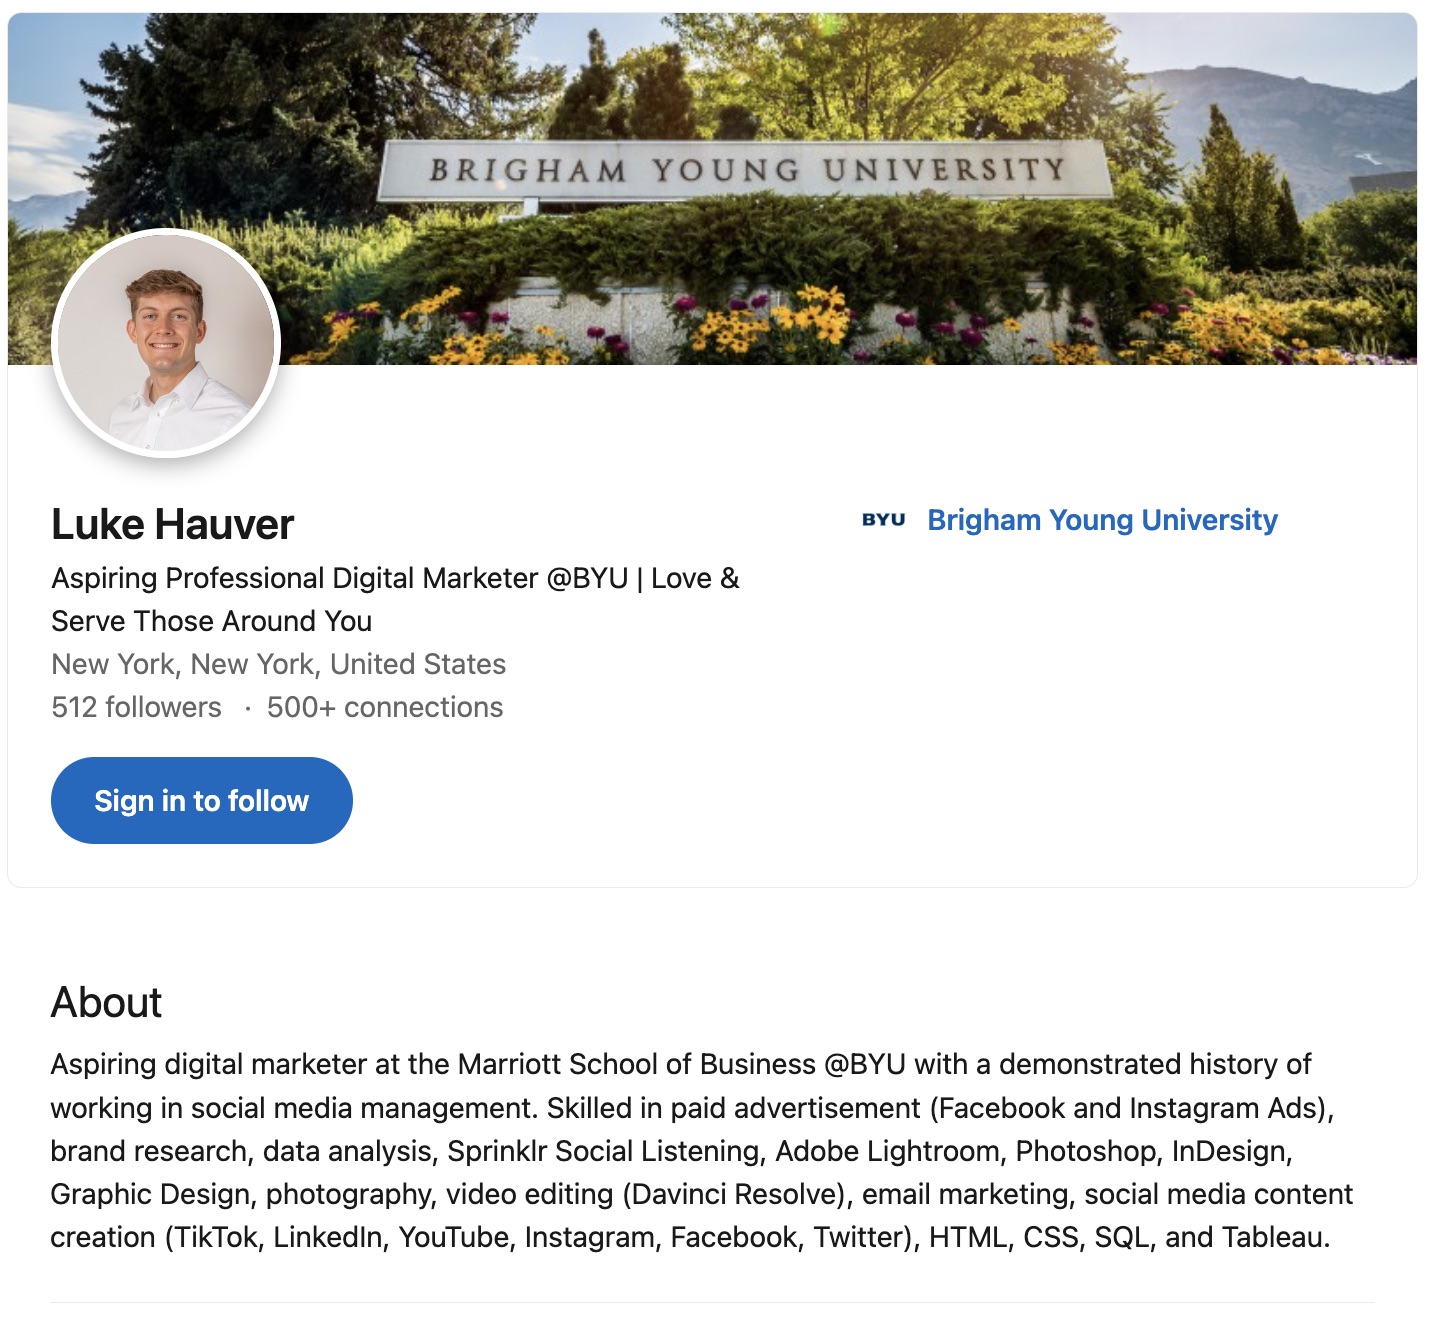 BRIGHAM YOUNG UNIVERSITY
Luke Hauver
Aspiring Professional Digital Marketer @BYU | Love &
Serve Those Around You
New York, New York, United States
512 followers · 500+ connections
Sign in to follow
BYU Brigham Young University
About
Aspiring digital marketer at the Marriott School of Business @BYU with a demonstrated history of
working in social media management. Skilled in paid advertisement (Facebook and Instagram Ads),
brand research, data analysis, Sprinklr Social Listening, Adobe Lightroom, Photoshop, InDesign,
Graphic Design, photography, video editing (Davinci Resolve), email marketing, social media content
creation (TikTok, LinkedIn, YouTube, Instagram, Facebook, Twitter), HTML, CSS, SQL, and Tableau.